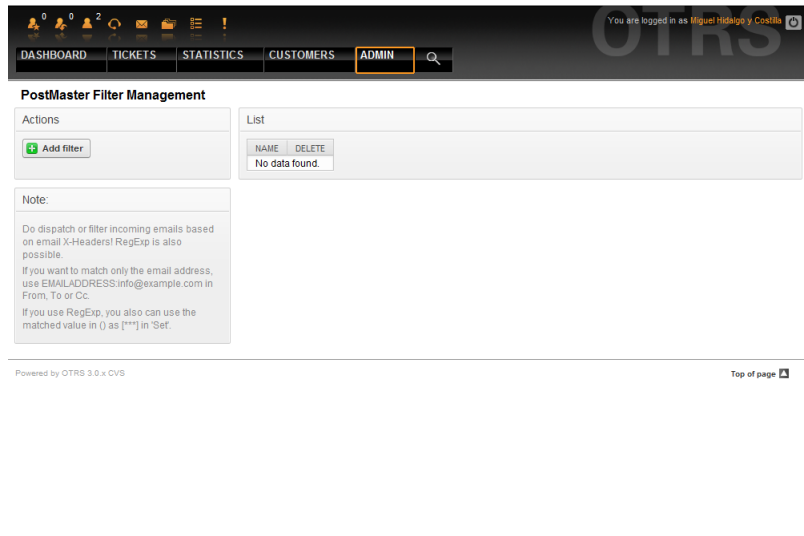 0 0 2
You are logged in as Miguel Hidalgo y Costilla
OTRS
DASHBOARD TICKETS STATISTICS CUSTOMERS ADMIN
PostMaster Filter Management
Actions
Add filter
List
NAME DELETE
No data found.
Note:
Do dispatch or filter incoming emails based
on email X-Headers! RegExp is also
possible.
If you want to match only the email address,
use EMAILADDRESS:info@example.com in
From, To or Cc.
If you use RegExp, you also can use the
matched value in () as [***] in 'Set'.
Powered by OTRS 3.0.x CVS
Top of page